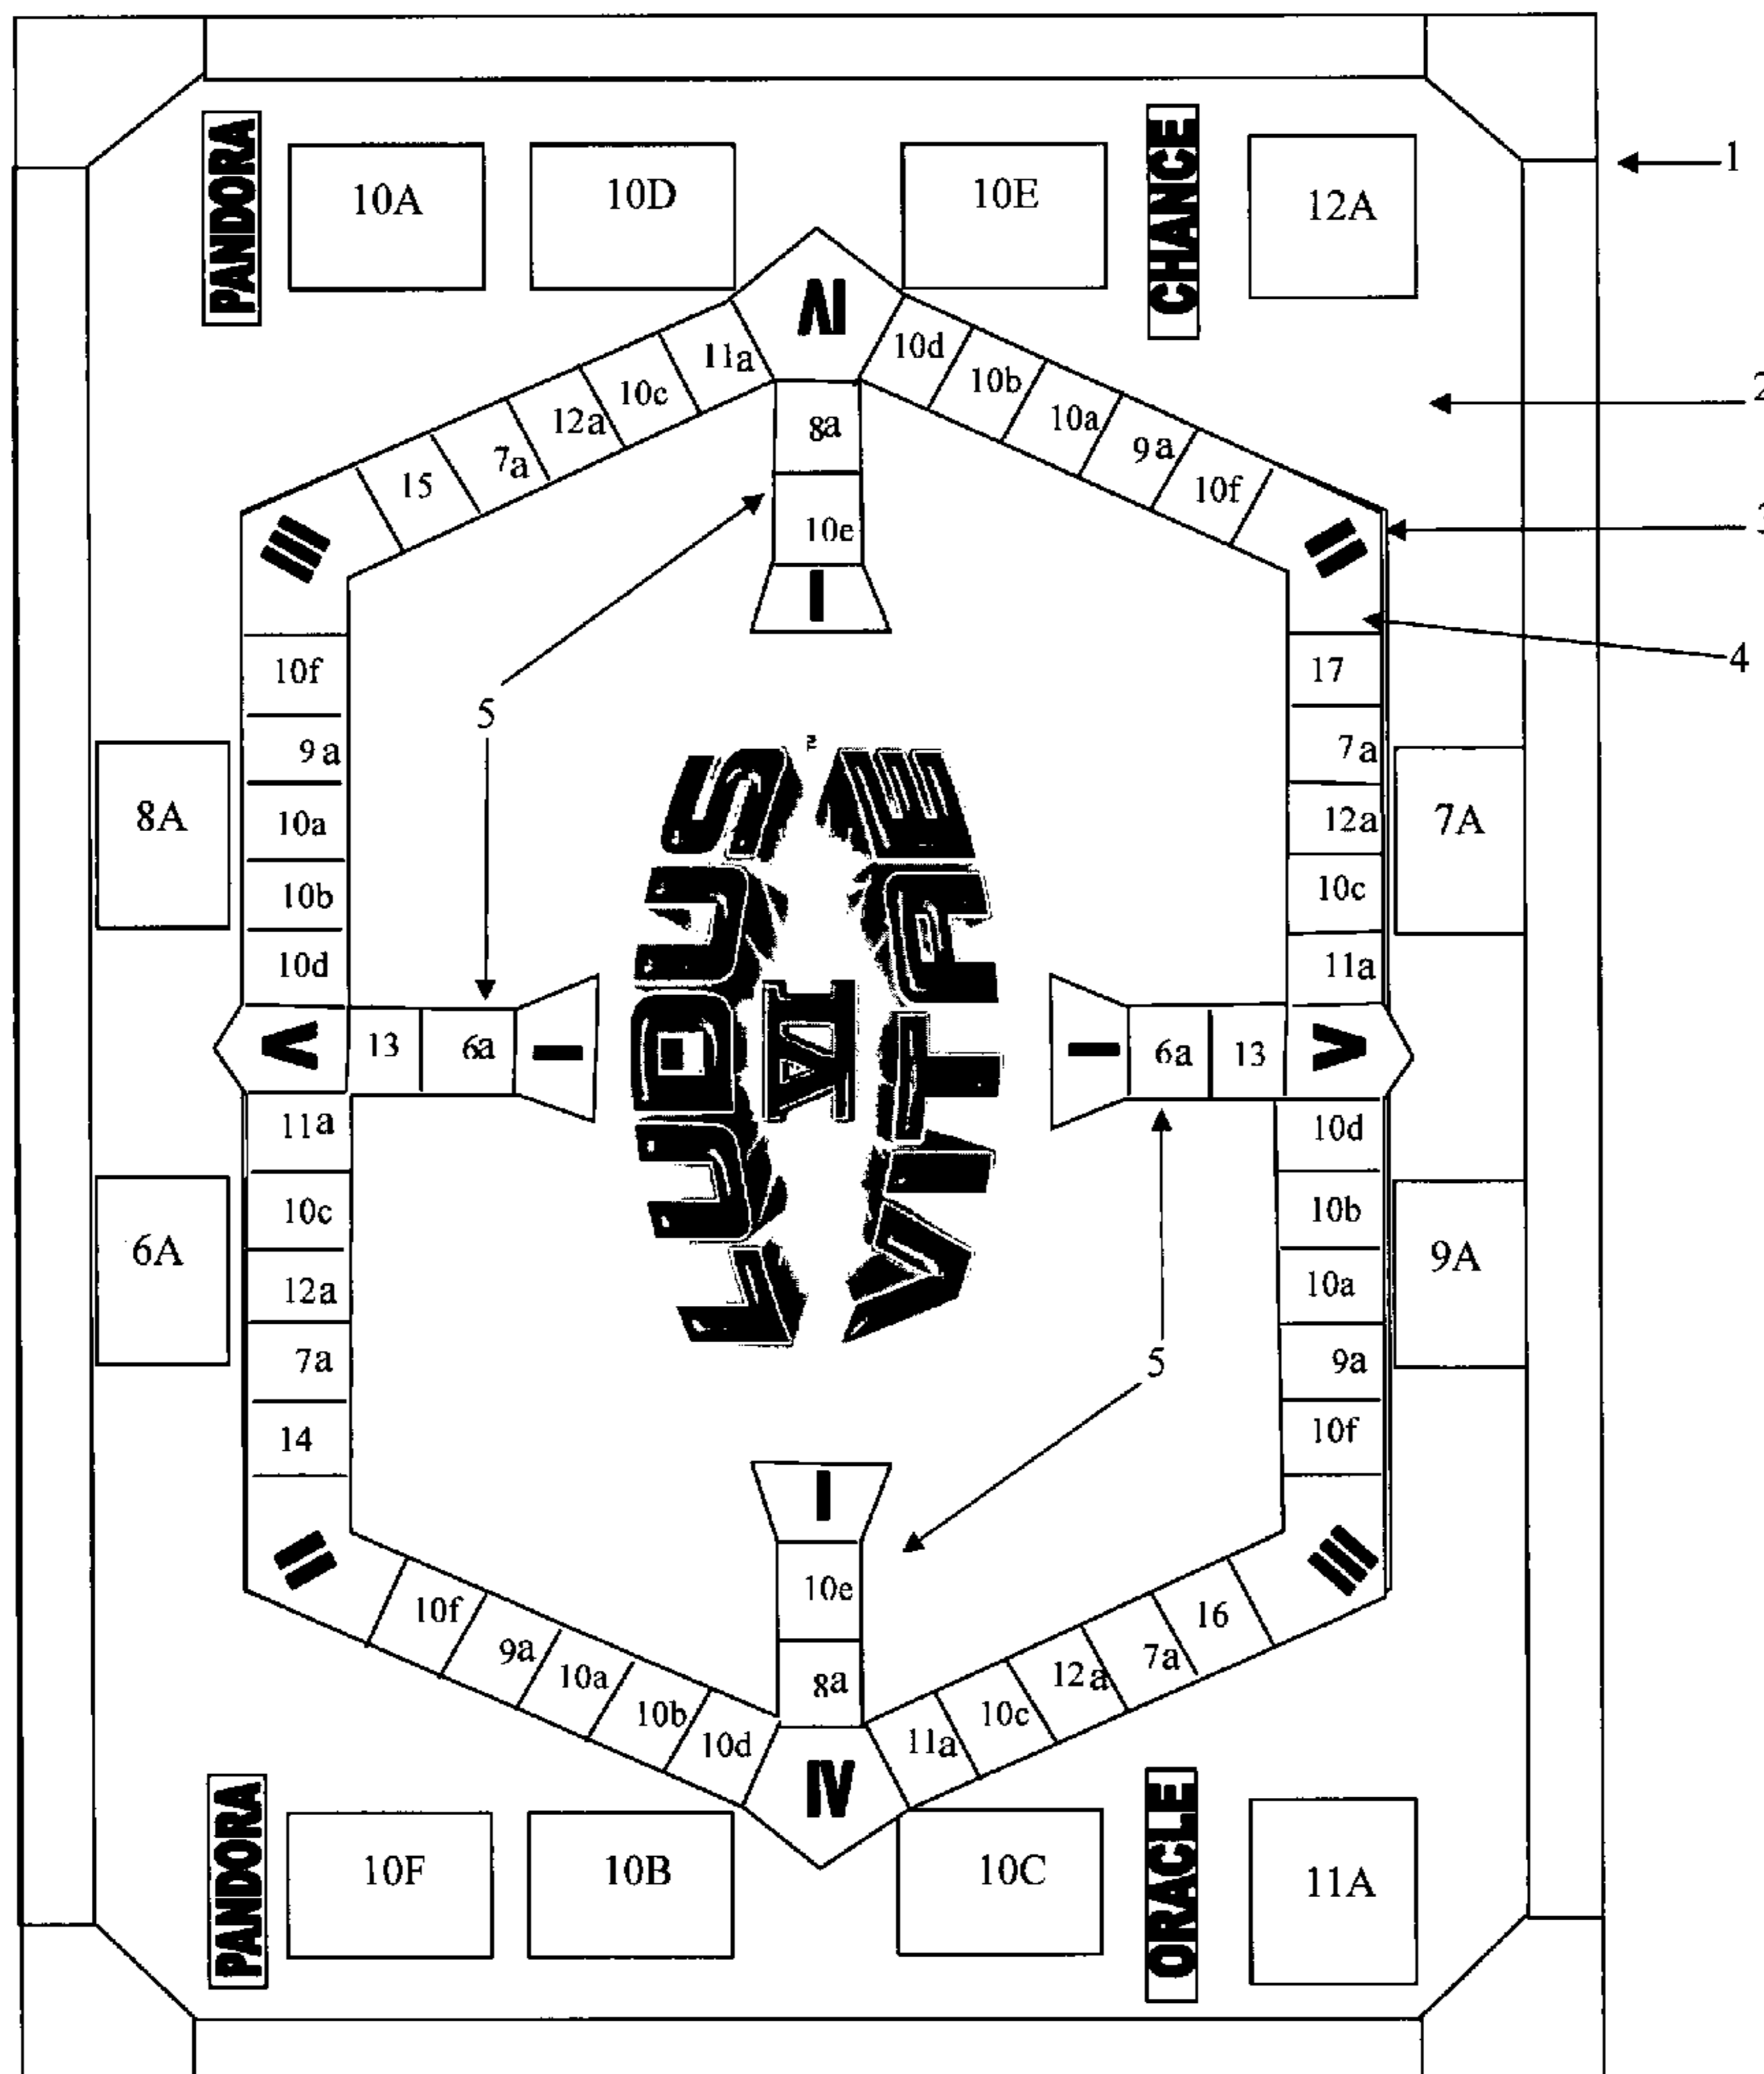 PANDORA
10A
10D
10E
CHANCE
12A
1
2
3
4
IV
11a
10c
12a
7a
15
III
10d
10b
10a
9a
10f
II
8a
10e
I
5
10f
9a
10a
10b
10d
17
7a
12a
10c
11a
8A
7A
V
13
6a
I
I
6a
13
V
LUDUS
VI
VITAE
11a
10c
12a
7a
14
II
10d
10b
10a
9a
10f
III
6A
9A
5
I
10e
8a
IV
10f
9a
10a
10b
10d
11a
10c
12a
7a
16
PANDORA
10F
10B
10C
ORACLE
11A